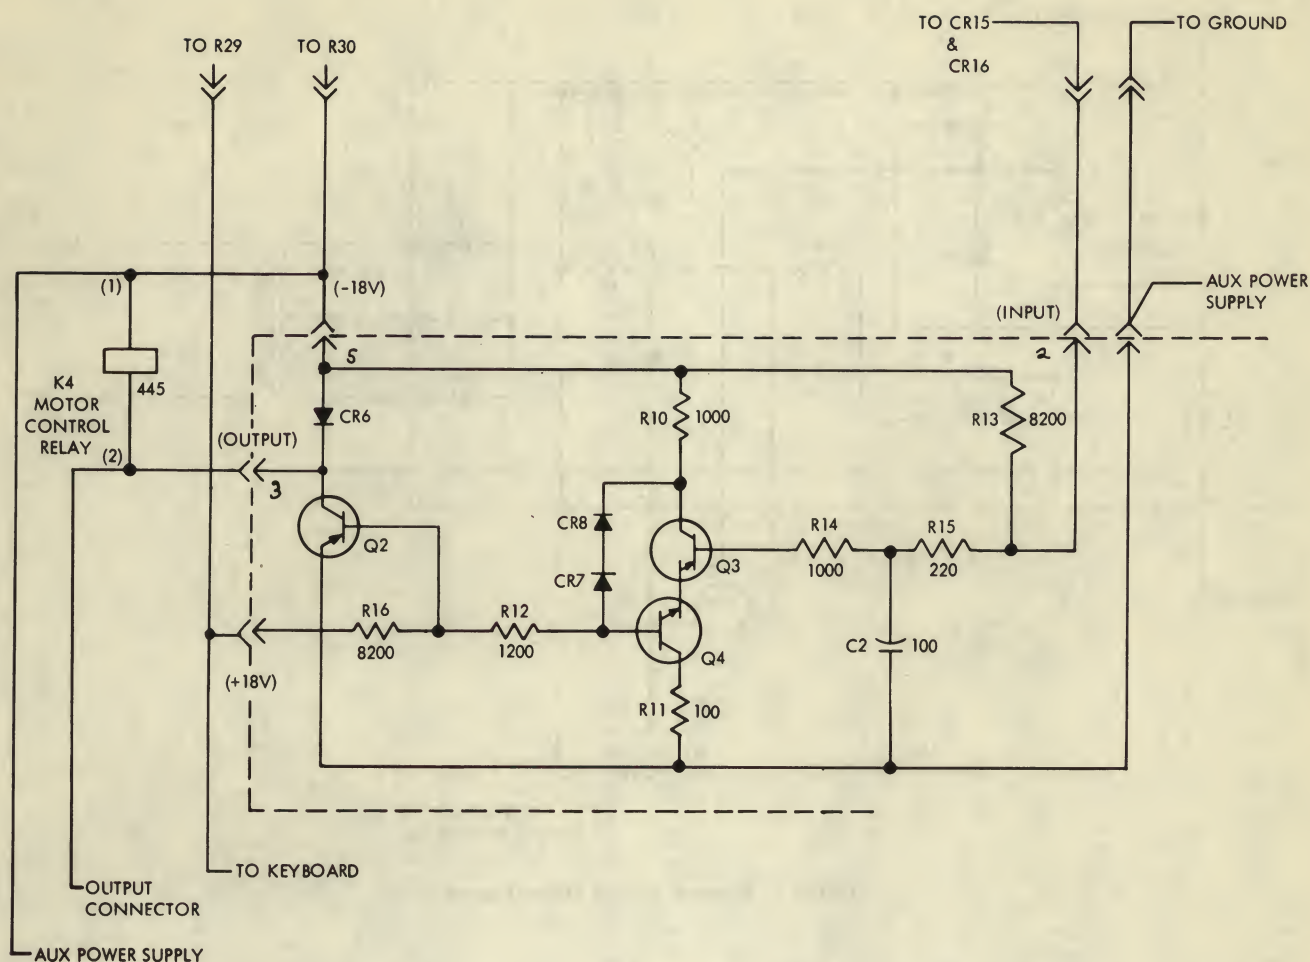 TO R29
TO R30
TO CR15
&
CR16
TO GROUND
(1)
(-18V)
AUX POWER
SUPPLY
(INPUT)
2
5
K4
MOTOR
CONTROL
RELAY
445
(2)
CR6
(OUTPUT)
3
Q2
R10
1000
R13
8200
CR8
CR7
Q3
R14
1000
R15
220
R16
8200
R12
1200
Q4
C2
100
(+18V)
R11
100
TO KEYBOARD
OUTPUT
CONNECTOR
AUX POWER SUPPLY